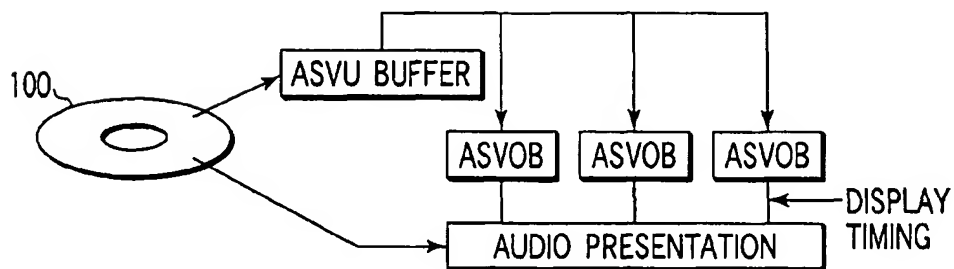 100
ASVU BUFFER
ASVOB
ASVOB
ASVOB
DISPLAY
TIMING
AUDIO PRESENTATION